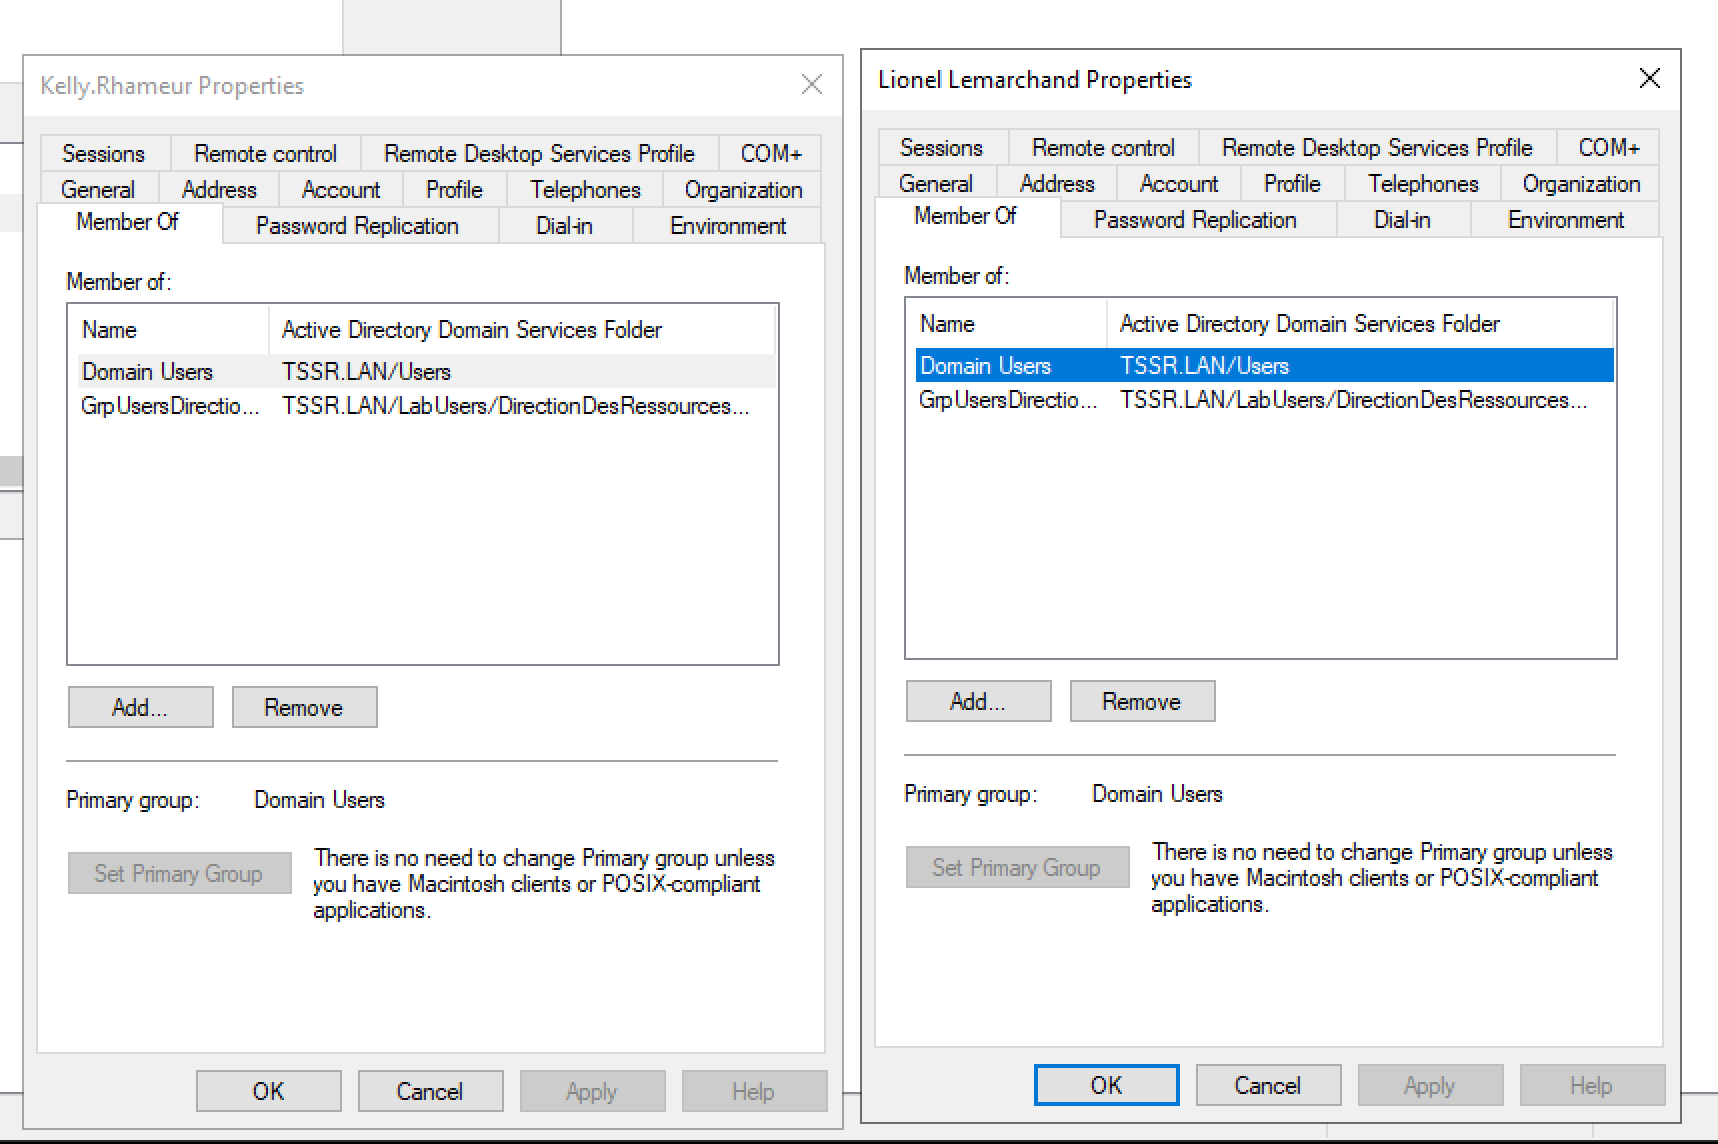 Kelly.Rhameur Properties
Sessions Remote control Remote Desktop Services Profile COM+
General Address Account Profile Telephones Organization
Member Of Password Replication Dial-in Environment
Member of:
Name Active Directory Domain Services Folder
Domain Users TSSR.LAN/Users
GrpUsersDirectio... TSSR.LAN/LabUsers/DirectionDesRessources...
Add... Remove
Primary group: Domain Users
Set Primary Group
There is no need to change Primary group unless
you have Macintosh clients or POSIX-compliant
applications.
OK Cancel Apply Help
Lionel Lemarchand Properties
Sessions Remote control Remote Desktop Services Profile COM+
General Address Account Profile Telephones Organization
Member Of Password Replication Dial-in Environment
Member of:
Name Active Directory Domain Services Folder
Domain Users TSSR.LAN/Users
GrpUsersDirectio... TSSR.LAN/LabUsers/DirectionDesRessources...
Add... Remove
Primary group: Domain Users
Set Primary Group
There is no need to change Primary group unless
you have Macintosh clients or POSIX-compliant
applications.
OK Cancel Apply Help